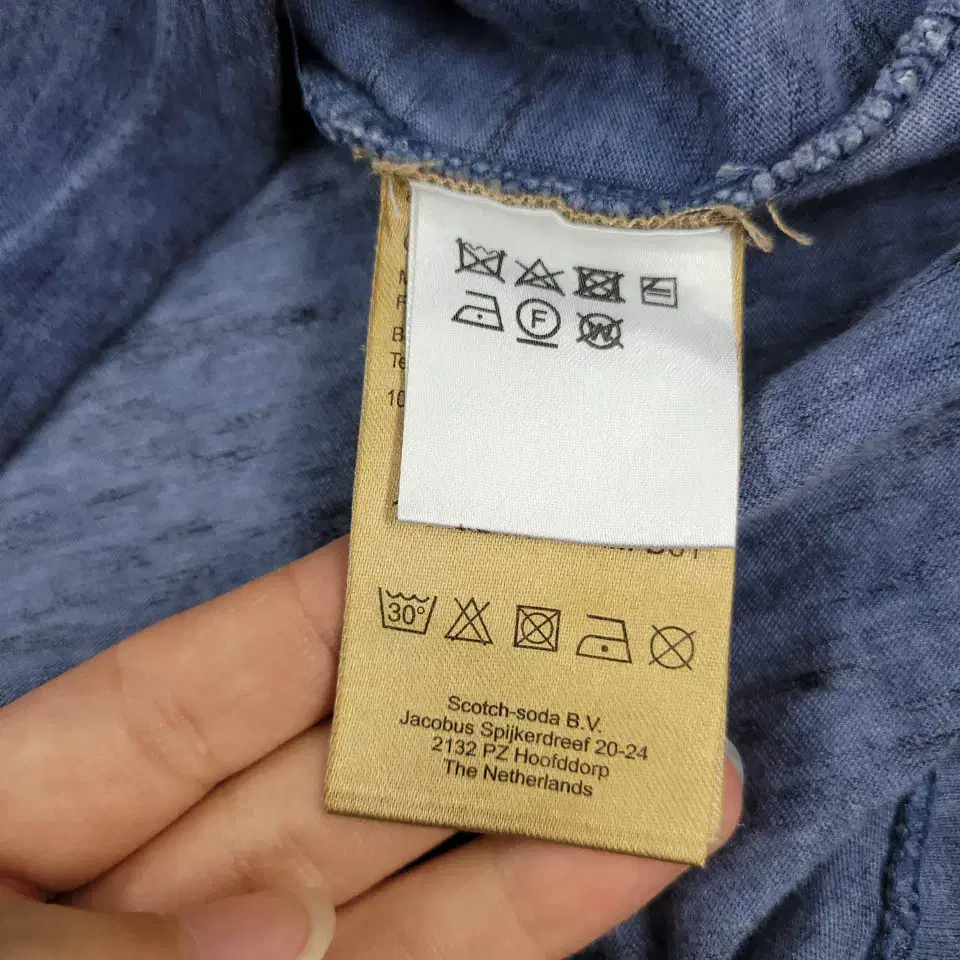 F
W
30°
Scotch-soda B.V.
Jacobus Spijkerdreef 20-24
2132 PZ Hoofddorp
The Netherlands